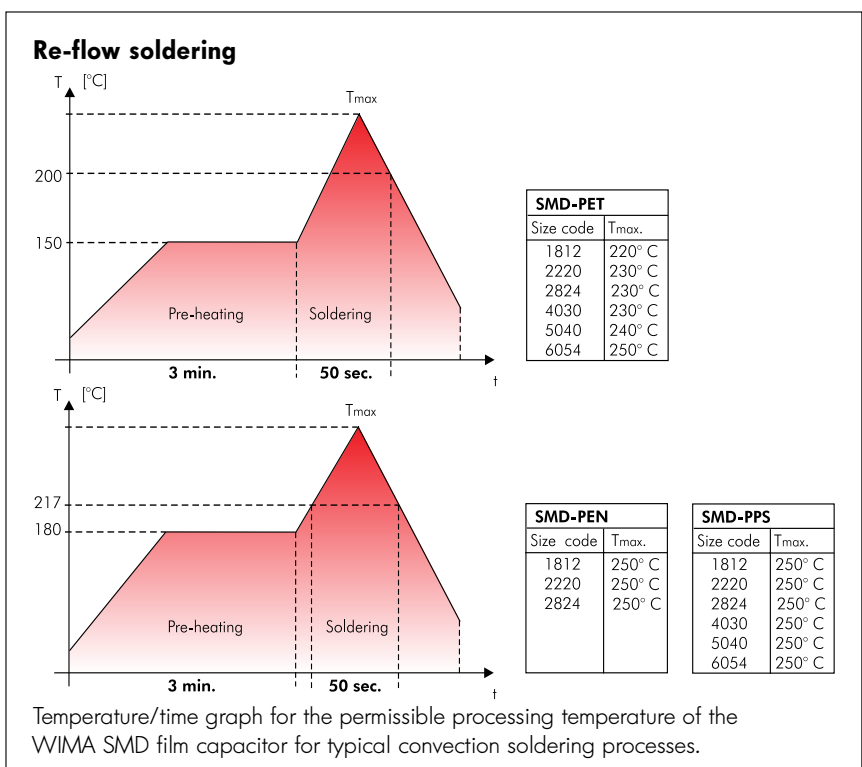 Re-flow soldering
T [°C]
Tmax
200
150
Pre-heating Soldering
3 min. 50 sec.
t
SMD-PET
Size code Tmax.
1812 220° C
2220 230° C
2824 230° C
4030 230° C
5040 240° C
6054 250° C
T [°C]
Tmax
217
180
Pre-heating Soldering
3 min. 50 sec.
t
SMD-PEN
Size code Tmax.
1812 250° C
2220 250° C
2824 250° C
SMD-PPS
Size code Tmax.
1812 250° C
2220 250° C
2824 250° C
4030 250° C
5040 250° C
6054 250° C
Temperature/time graph for the permissible processing temperature of the
WIMA SMD film capacitor for typical convection soldering processes.